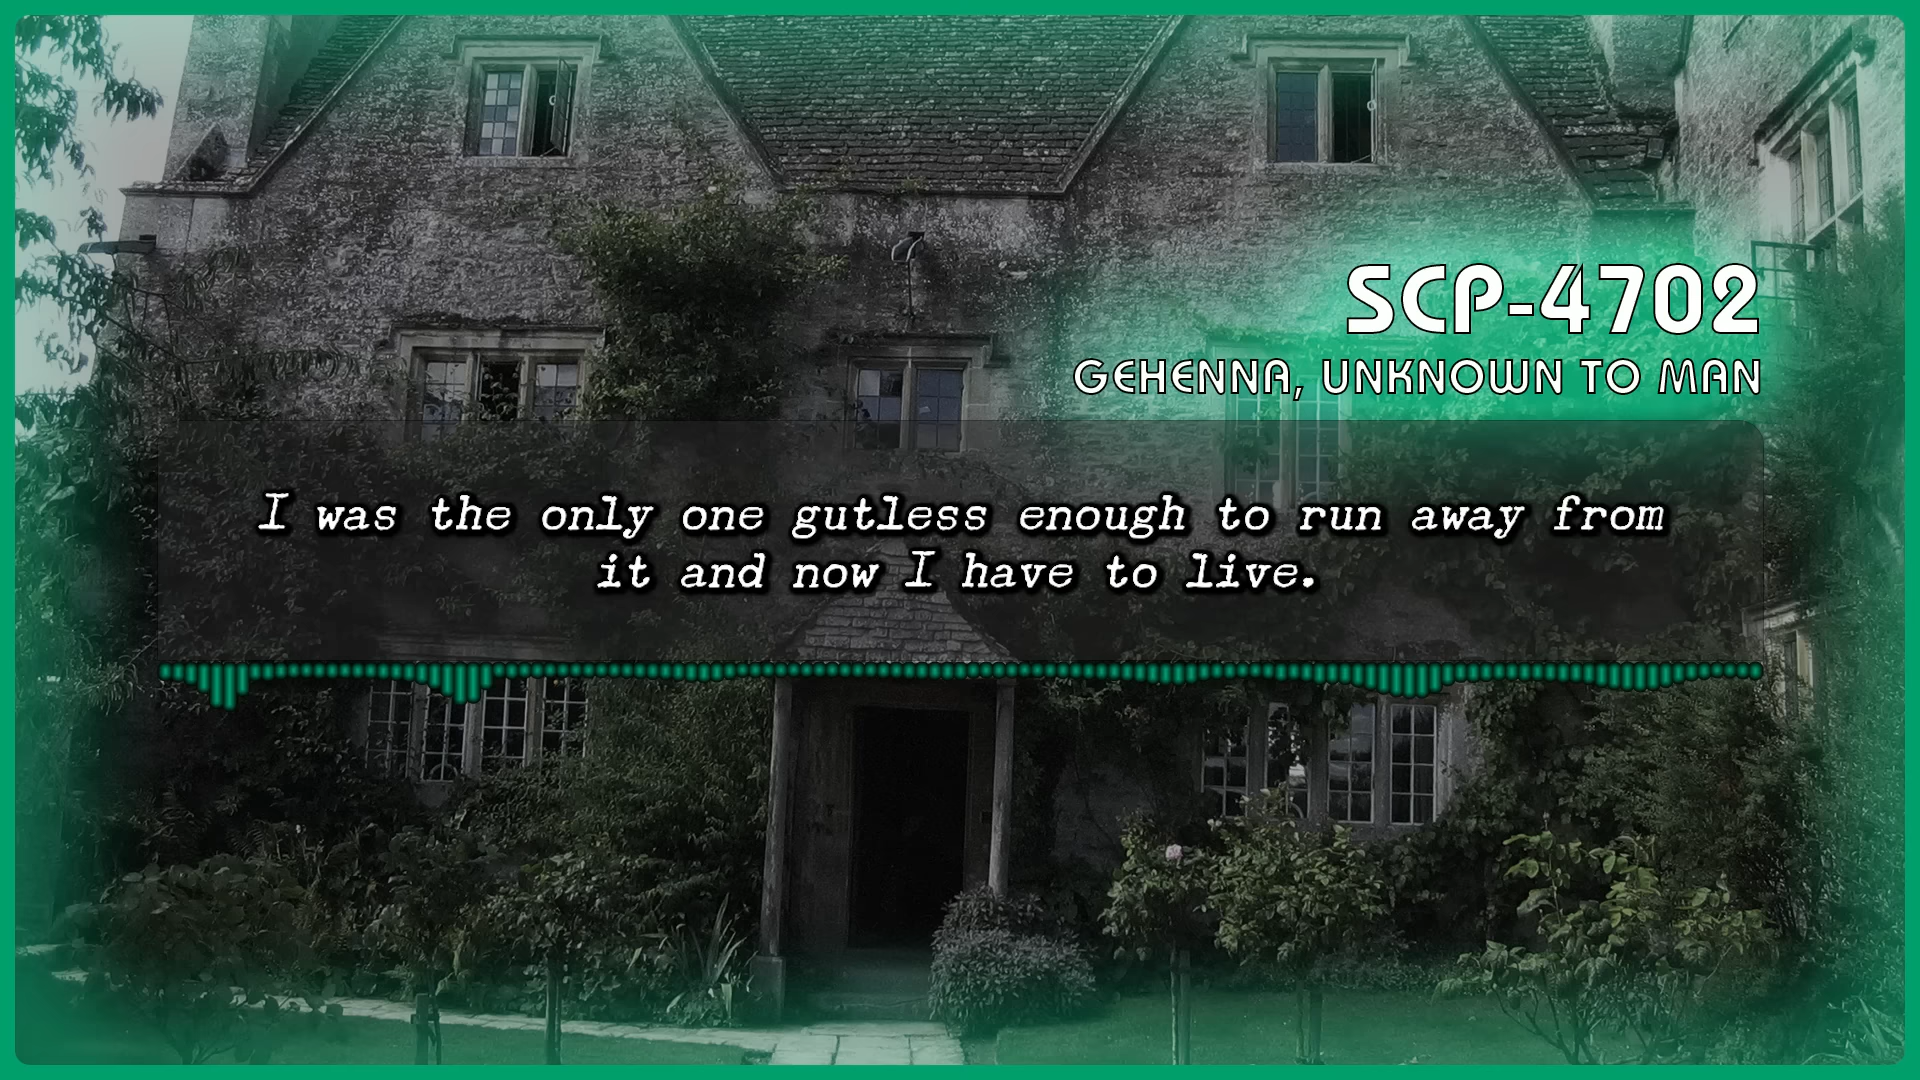 SCP-4702
GEHENNA, UNKNOWN TO MAN
I was the only one gutless enough to run away from
it and now I have to live.